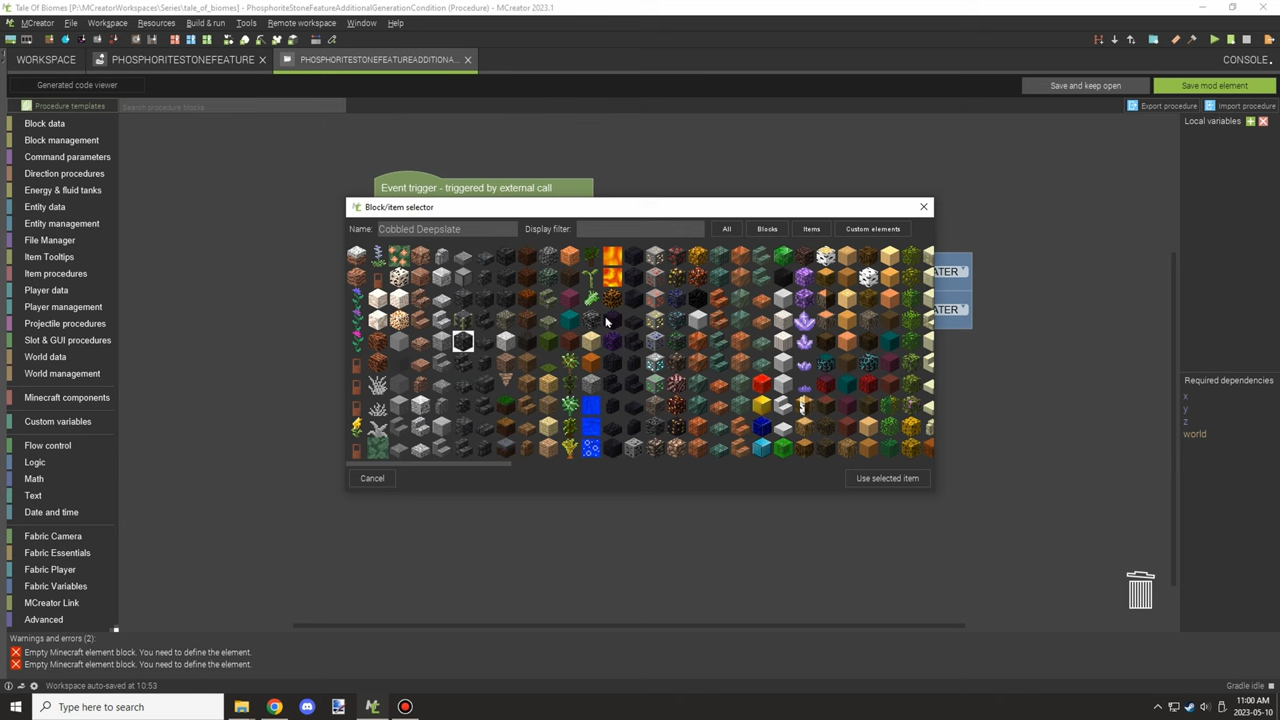 Tale Of Biomes [P:\MCreatorWorkspaces\Series\tale_of_biomes] - PhosphoriteStoneFeatureAdditionalGenerationCondition (Procedure) - MCreator 2023.1
MCreator File Workspace Resources Build & run Tools Remote workspace Window Help
WORKSPACE PHOSPHORITESTONEFEATURE PHOSPHORITESTONEFEATUREADDITIONA... CONSOLE
Generated code viewer Save and keep open Save mod element
Procedure templates Search procedure blocks Export procedure Import procedure
Block data
Block management
Command parameters
Direction procedures
Energy & fluid tanks
Entity data
Entity management
File Manager
Item Tooltips
Item procedures
Player data
Player management
Projectile procedures
Slot & GUI procedures
World data
World management
Minecraft components
Custom variables
Flow control
Logic
Math
Text
Date and time
Fabric Camera
Fabric Essentials
Fabric Player
Fabric Variables
MCreator Link
Advanced
Local variables
Event trigger - triggered by external call
Block/item selector
Name: Cobbled Deepslate Display filter: All Blocks Items Custom elements
ATER
ATER
Cancel Use selected item
Required dependencies
x
y
z
world
Warnings and errors (2):
Empty Minecraft element block. You need to define the element.
Empty Minecraft element block. You need to define the element.
Workspace auto-saved at 10:53 Gradle idle
Type here to search
11:00 AM
2023-05-10